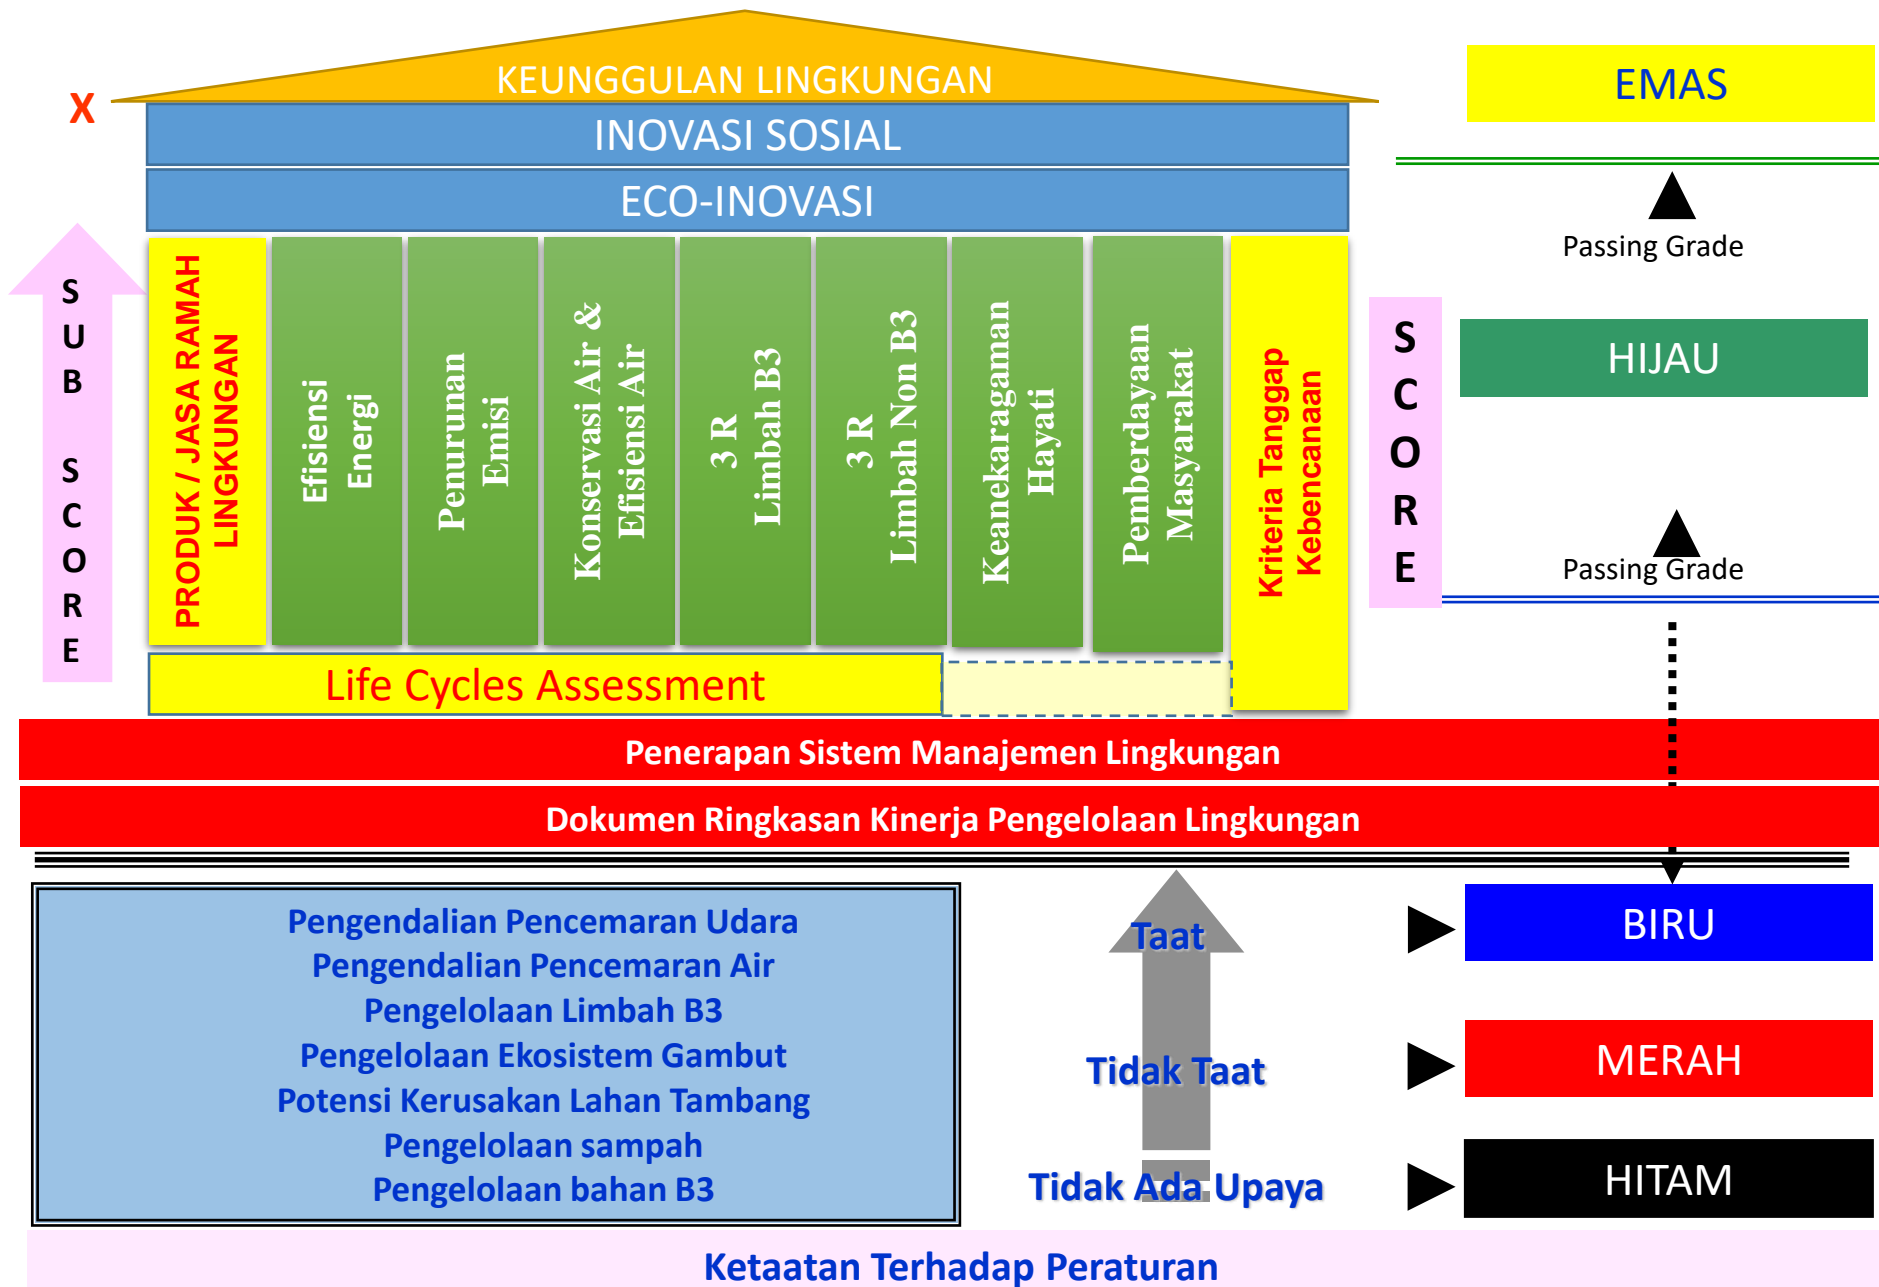 KEUNGGULAN LINGKUNGAN
X
INOVASI SOSIAL
ECO-INOVASI
SUB SCORE
PRODUK / JASA RAMAH
LINGKUNGAN
Efisiensi
Energi
Penurunan
Emisi
Konservasi Air &
Efisiensi Air
3 R
Limbah B3
3 R
Limbah Non B3
Keanekaragaman
Hayati
Pemberdayaan
Masyarakat
Kriteria Tanggap
Kebencanaan
Life Cycles Assessment
SCORE
EMAS
Passing Grade
HIJAU
Passing Grade
Penerapan Sistem Manajemen Lingkungan
Dokumen Ringkasan Kinerja Pengelolaan Lingkungan
Pengendalian Pencemaran Udara
Pengendalian Pencemaran Air
Pengelolaan Limbah B3
Pengelolaan Ekosistem Gambut
Potensi Kerusakan Lahan Tambang
Pengelolaan sampah
Pengelolaan bahan B3
Taat
Tidak Taat
Tidak Ada Upaya
BIRU
MERAH
HITAM
Ketaatan Terhadap Peraturan